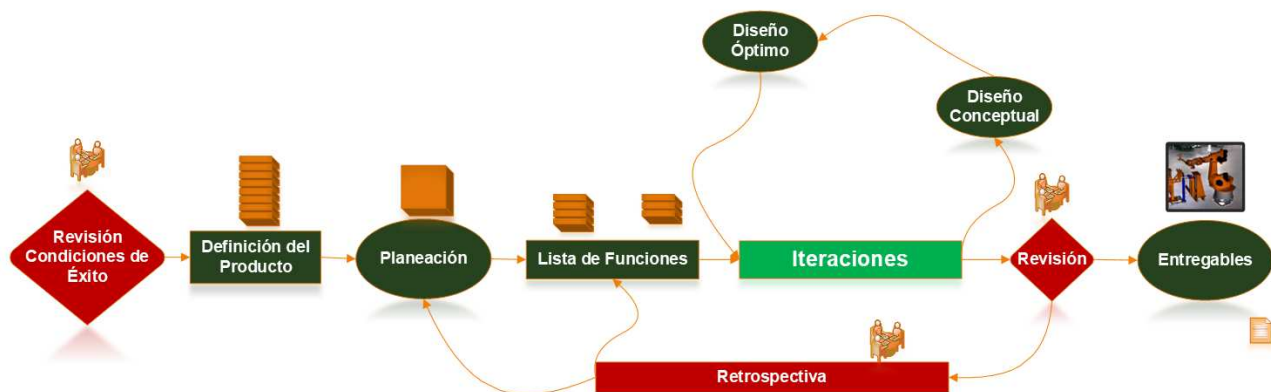 Diseño
Óptimo
Diseño
Conceptual
Revisión
Condiciones de
Éxito
Definición del
Producto
Planeación
Lista de Funciones
Iteraciones
Revisión
Entregables
Retrospectiva